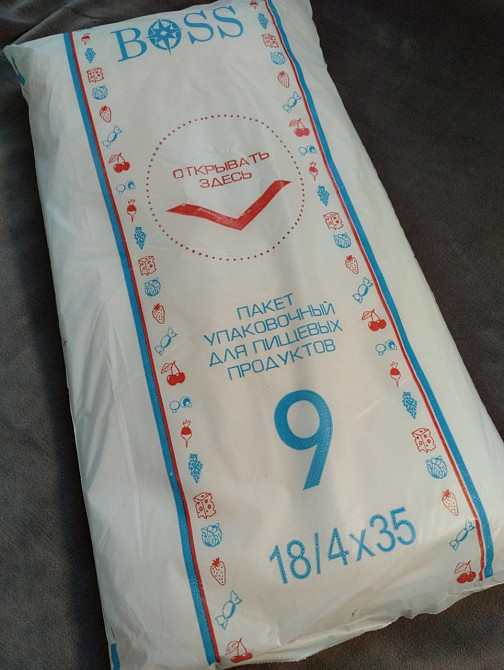 BOSS
ОТКРЫВАТЬ
ЗДЕСЬ
ПАКЕТ
УПАКОВОЧНЫЙ
ДЛЯ ПИЩЕВЫХ
ПРОДУКТОВ
9
18/4x35